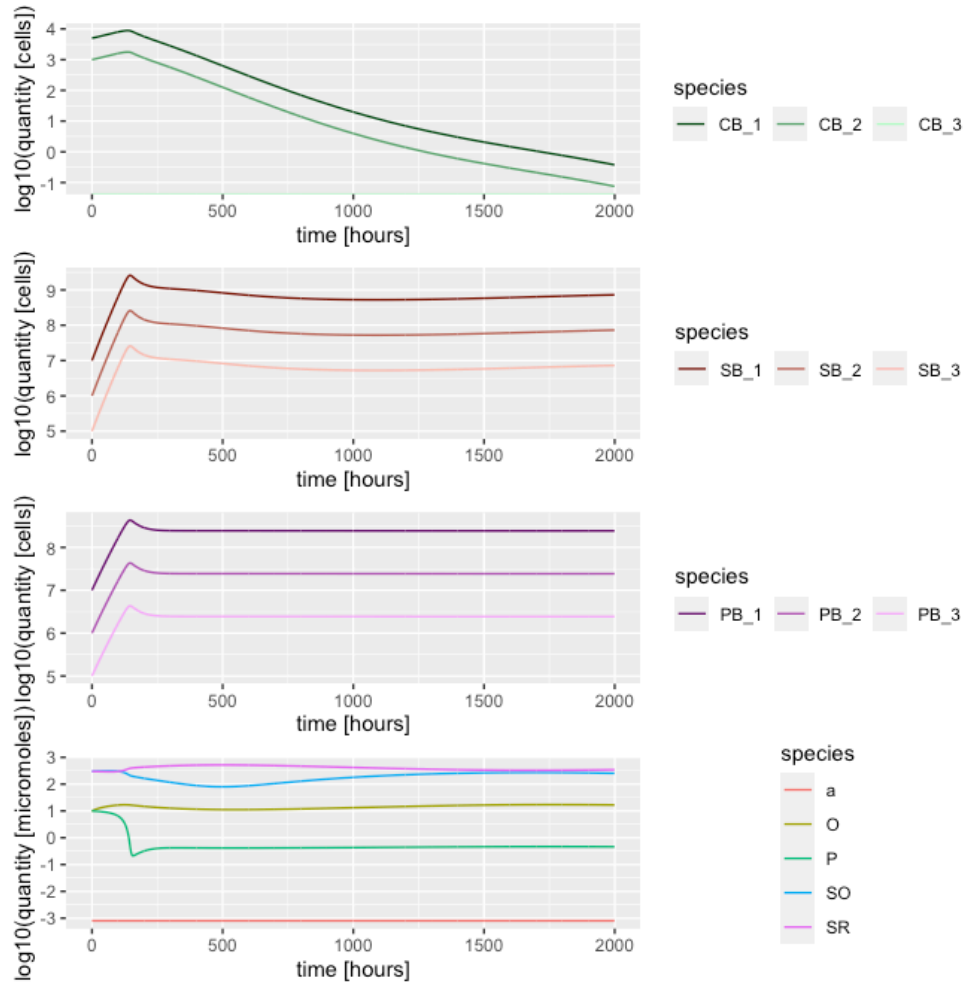 log10(quantity [cells])
4
3
2
1
0
-1
0 500 1000 1500 2000
time [hours]
species
CB_1 CB_2 CB_3
log10(quantity [cells])
9
8
7
6
5
0 500 1000 1500 2000
time [hours]
species
SB_1 SB_2 SB_3
log10(quantity [cells])
8
7
6
5
0 500 1000 1500 2000
time [hours]
species
PB_1 PB_2 PB_3
log10(quantity [micromoles])
3
2
1
0
-1
-2
-3
0 500 1000 1500 2000
time [hours]
species
a
O
P
SO
SR